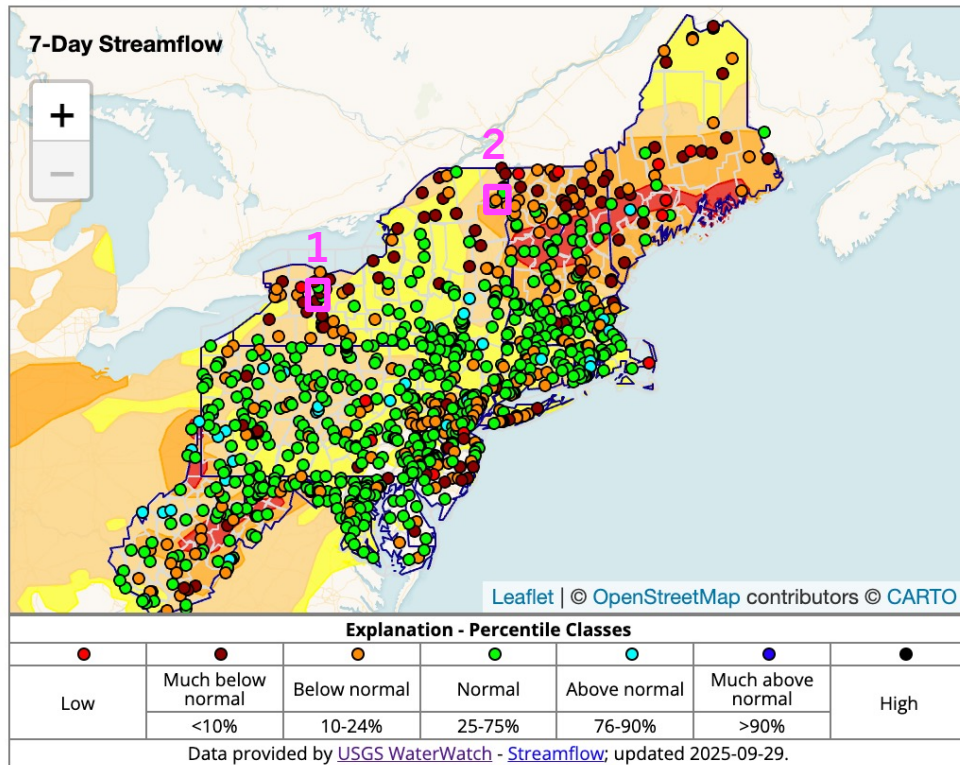 7-Day Streamflow
+
−
2
1
Leaflet | © OpenStreetMap contributors © CARTO
Explanation - Percentile Classes
Low
Much below normal
Below normal
Normal
Above normal
Much above normal
High
<10%
10-24%
25-75%
76-90%
>90%
Data provided by USGS WaterWatch - Streamflow; updated 2025-09-29.